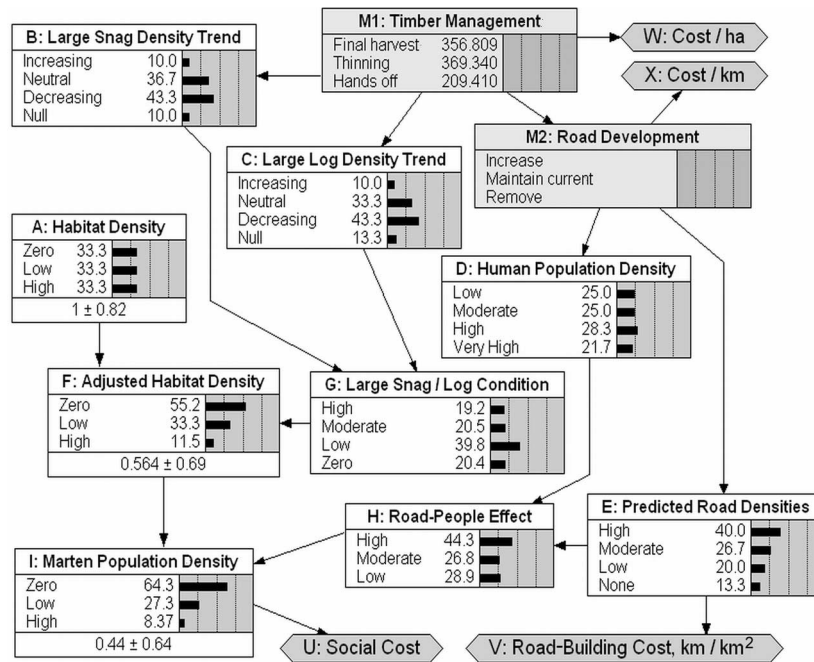 B: Large Snag Density Trend
Increasing 10.0
Neutral 36.7
Decreasing 43.3
Null 10.0
M1: Timber Management
Final harvest 356.809
Thinning 369.340
Hands off 209.410
W: Cost / ha
X: Cost / km
M2: Road Development
Increase
Maintain current
Remove
C: Large Log Density Trend
Increasing 10.0
Neutral 33.3
Decreasing 43.3
Null 13.3
A: Habitat Density
Zero 33.3
Low 33.3
High 33.3
1 ± 0.82
D: Human Population Density
Low 25.0
Moderate 25.0
High 28.3
Very High 21.7
F: Adjusted Habitat Density
Zero 55.2
Low 33.3
High 11.5
0.564 ± 0.69
G: Large Snag / Log Condition
High 19.2
Moderate 20.5
Low 39.8
Zero 20.4
H: Road-People Effect
High 44.3
Moderate 26.8
Low 28.9
E: Predicted Road Densities
High 40.0
Moderate 26.7
Low 20.0
None 13.3
I: Marten Population Density
Zero 64.3
Low 27.3
High 8.37
0.44 ± 0.64
U: Social Cost
V: Road-Building Cost, km / km²